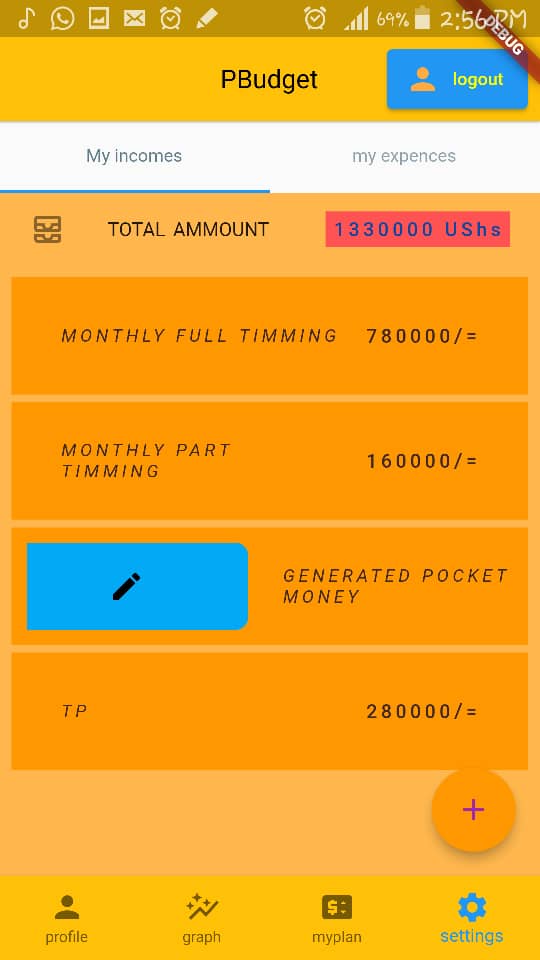 69% 2:56 PM
DEBUG
PBudget
logout
My incomes
my expences
TOTAL AMMOUNT
1330000 UShs
MONTHLY FULL TIMMING
780000/=
MONTHLY PART
TIMMING
160000/=
GENERATED POCKET
MONEY
TP
280000/=
+
profile
graph
myplan
settings